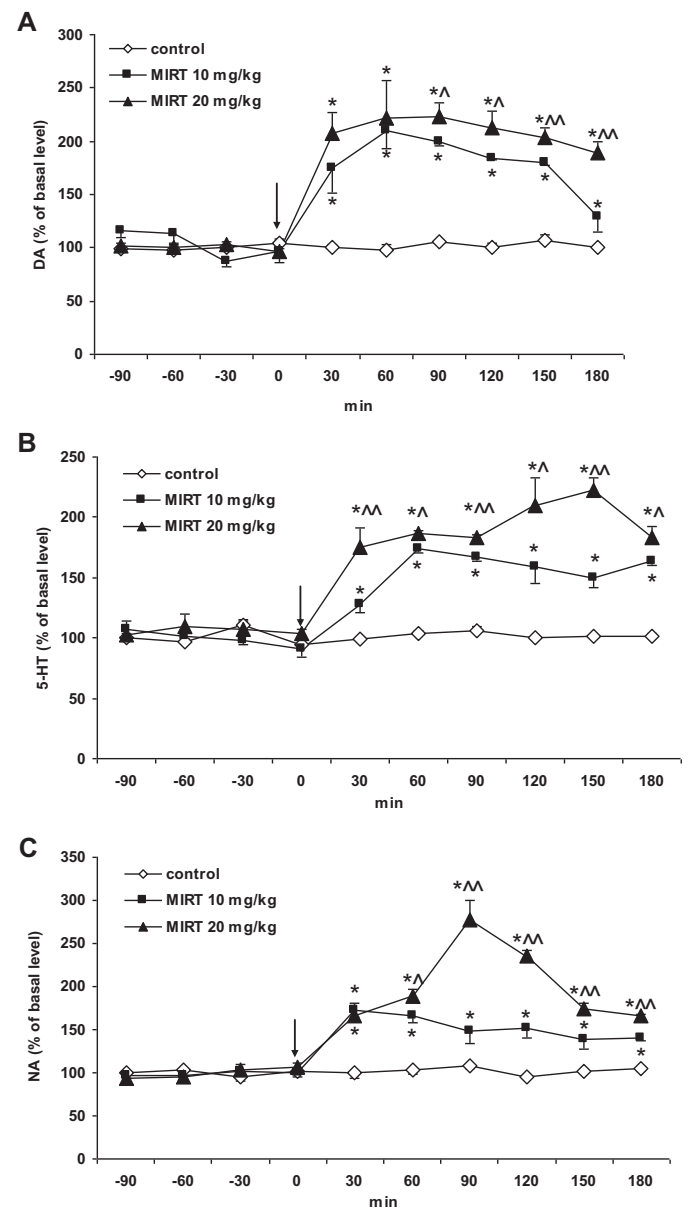 A
300
control
MIRT 10 mg/kg
MIRT 20 mg/kg
250
200
150
100
50
0
DA (% of basal level)
* * *^ *^ *^^ *^^
* * * * * *
-90 -60 -30 0 30 60 90 120 150 180
min
B
250
control
MIRT 10 mg/kg
MIRT 20 mg/kg
200
150
100
50
0
5-HT (% of basal level)
*^^ *^ *^^ *^ *^^ *^
* * * * * *
-90 -60 -30 0 30 60 90 120 150 180
min
C
350
control
MIRT 10 mg/kg
MIRT 20 mg/kg
300
250
200
150
100
50
0
NA (% of basal level)
* *^ *^^ *^^ *^^ *^^
* * * * * *
-90 -60 -30 0 30 60 90 120 150 180
min